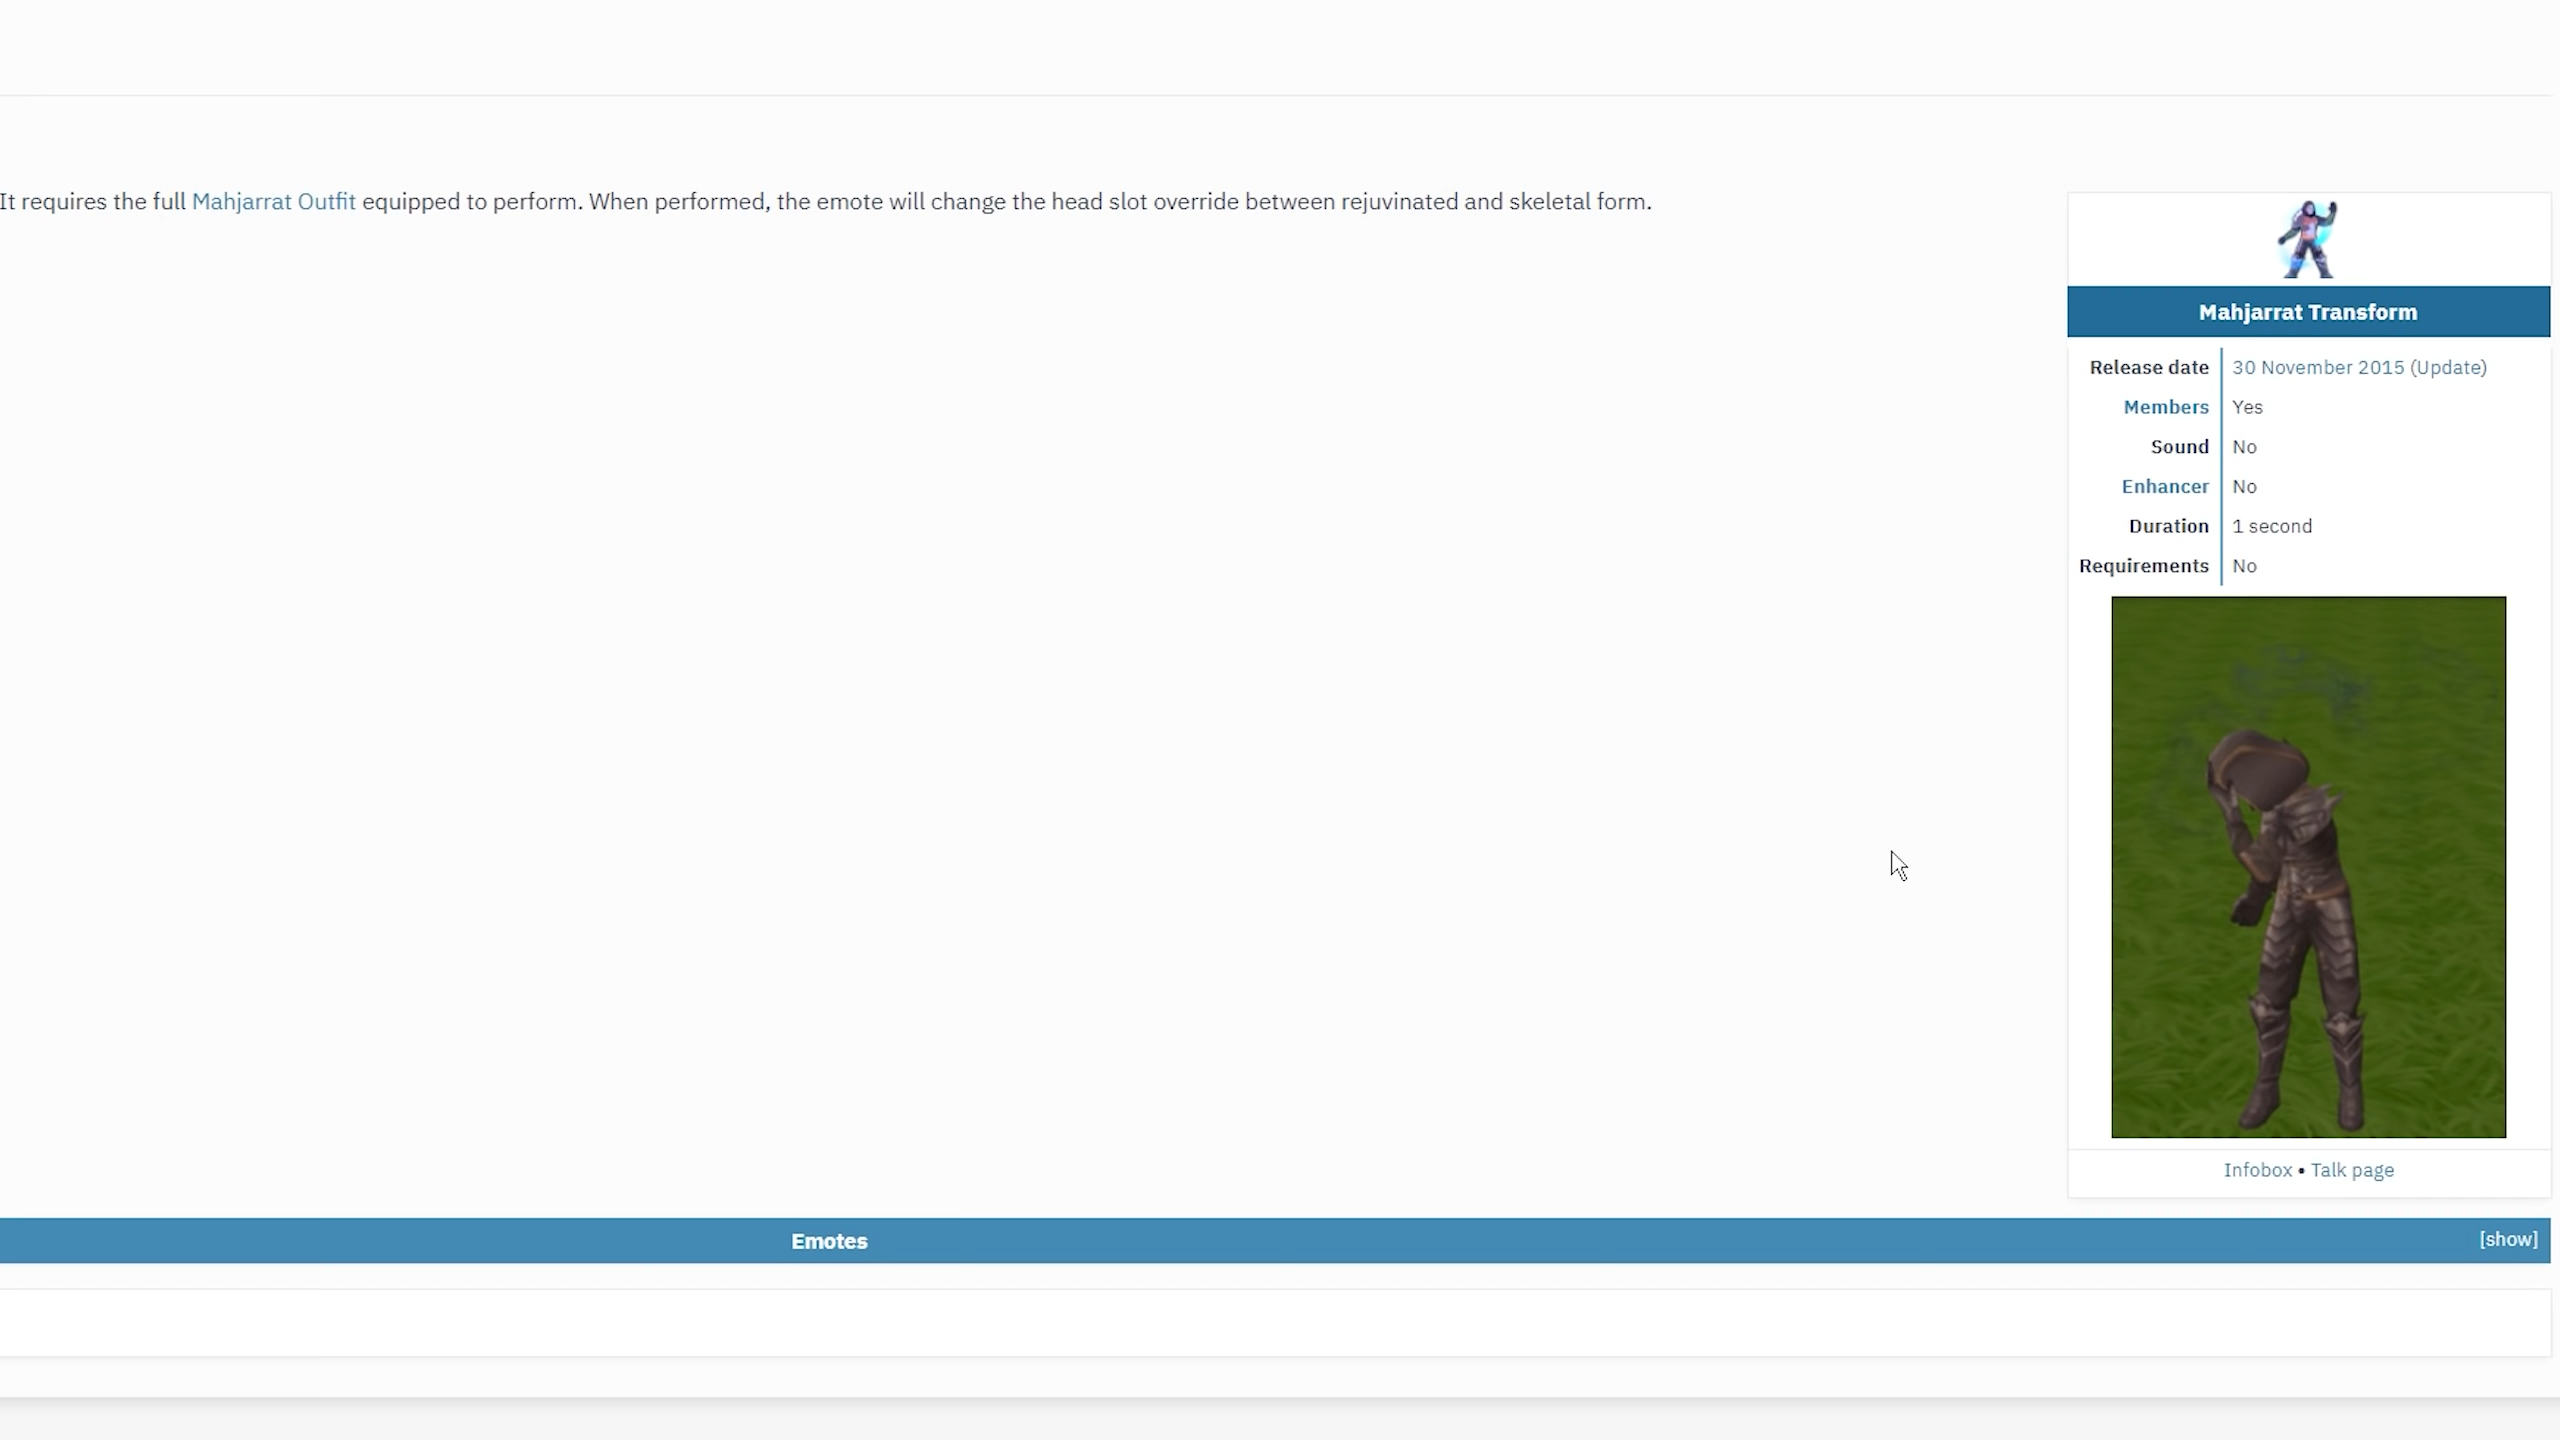 It requires the full Mahjarrat Outfit equipped to perform. When performed, the emote will change the head slot override between rejuvinated and skeletal form.
Mahjarrat Transform
Release date 30 November 2015 (Update)
Members Yes
Sound No
Enhancer No
Duration 1 second
Requirements No
Infobox • Talk page
Emotes [show]